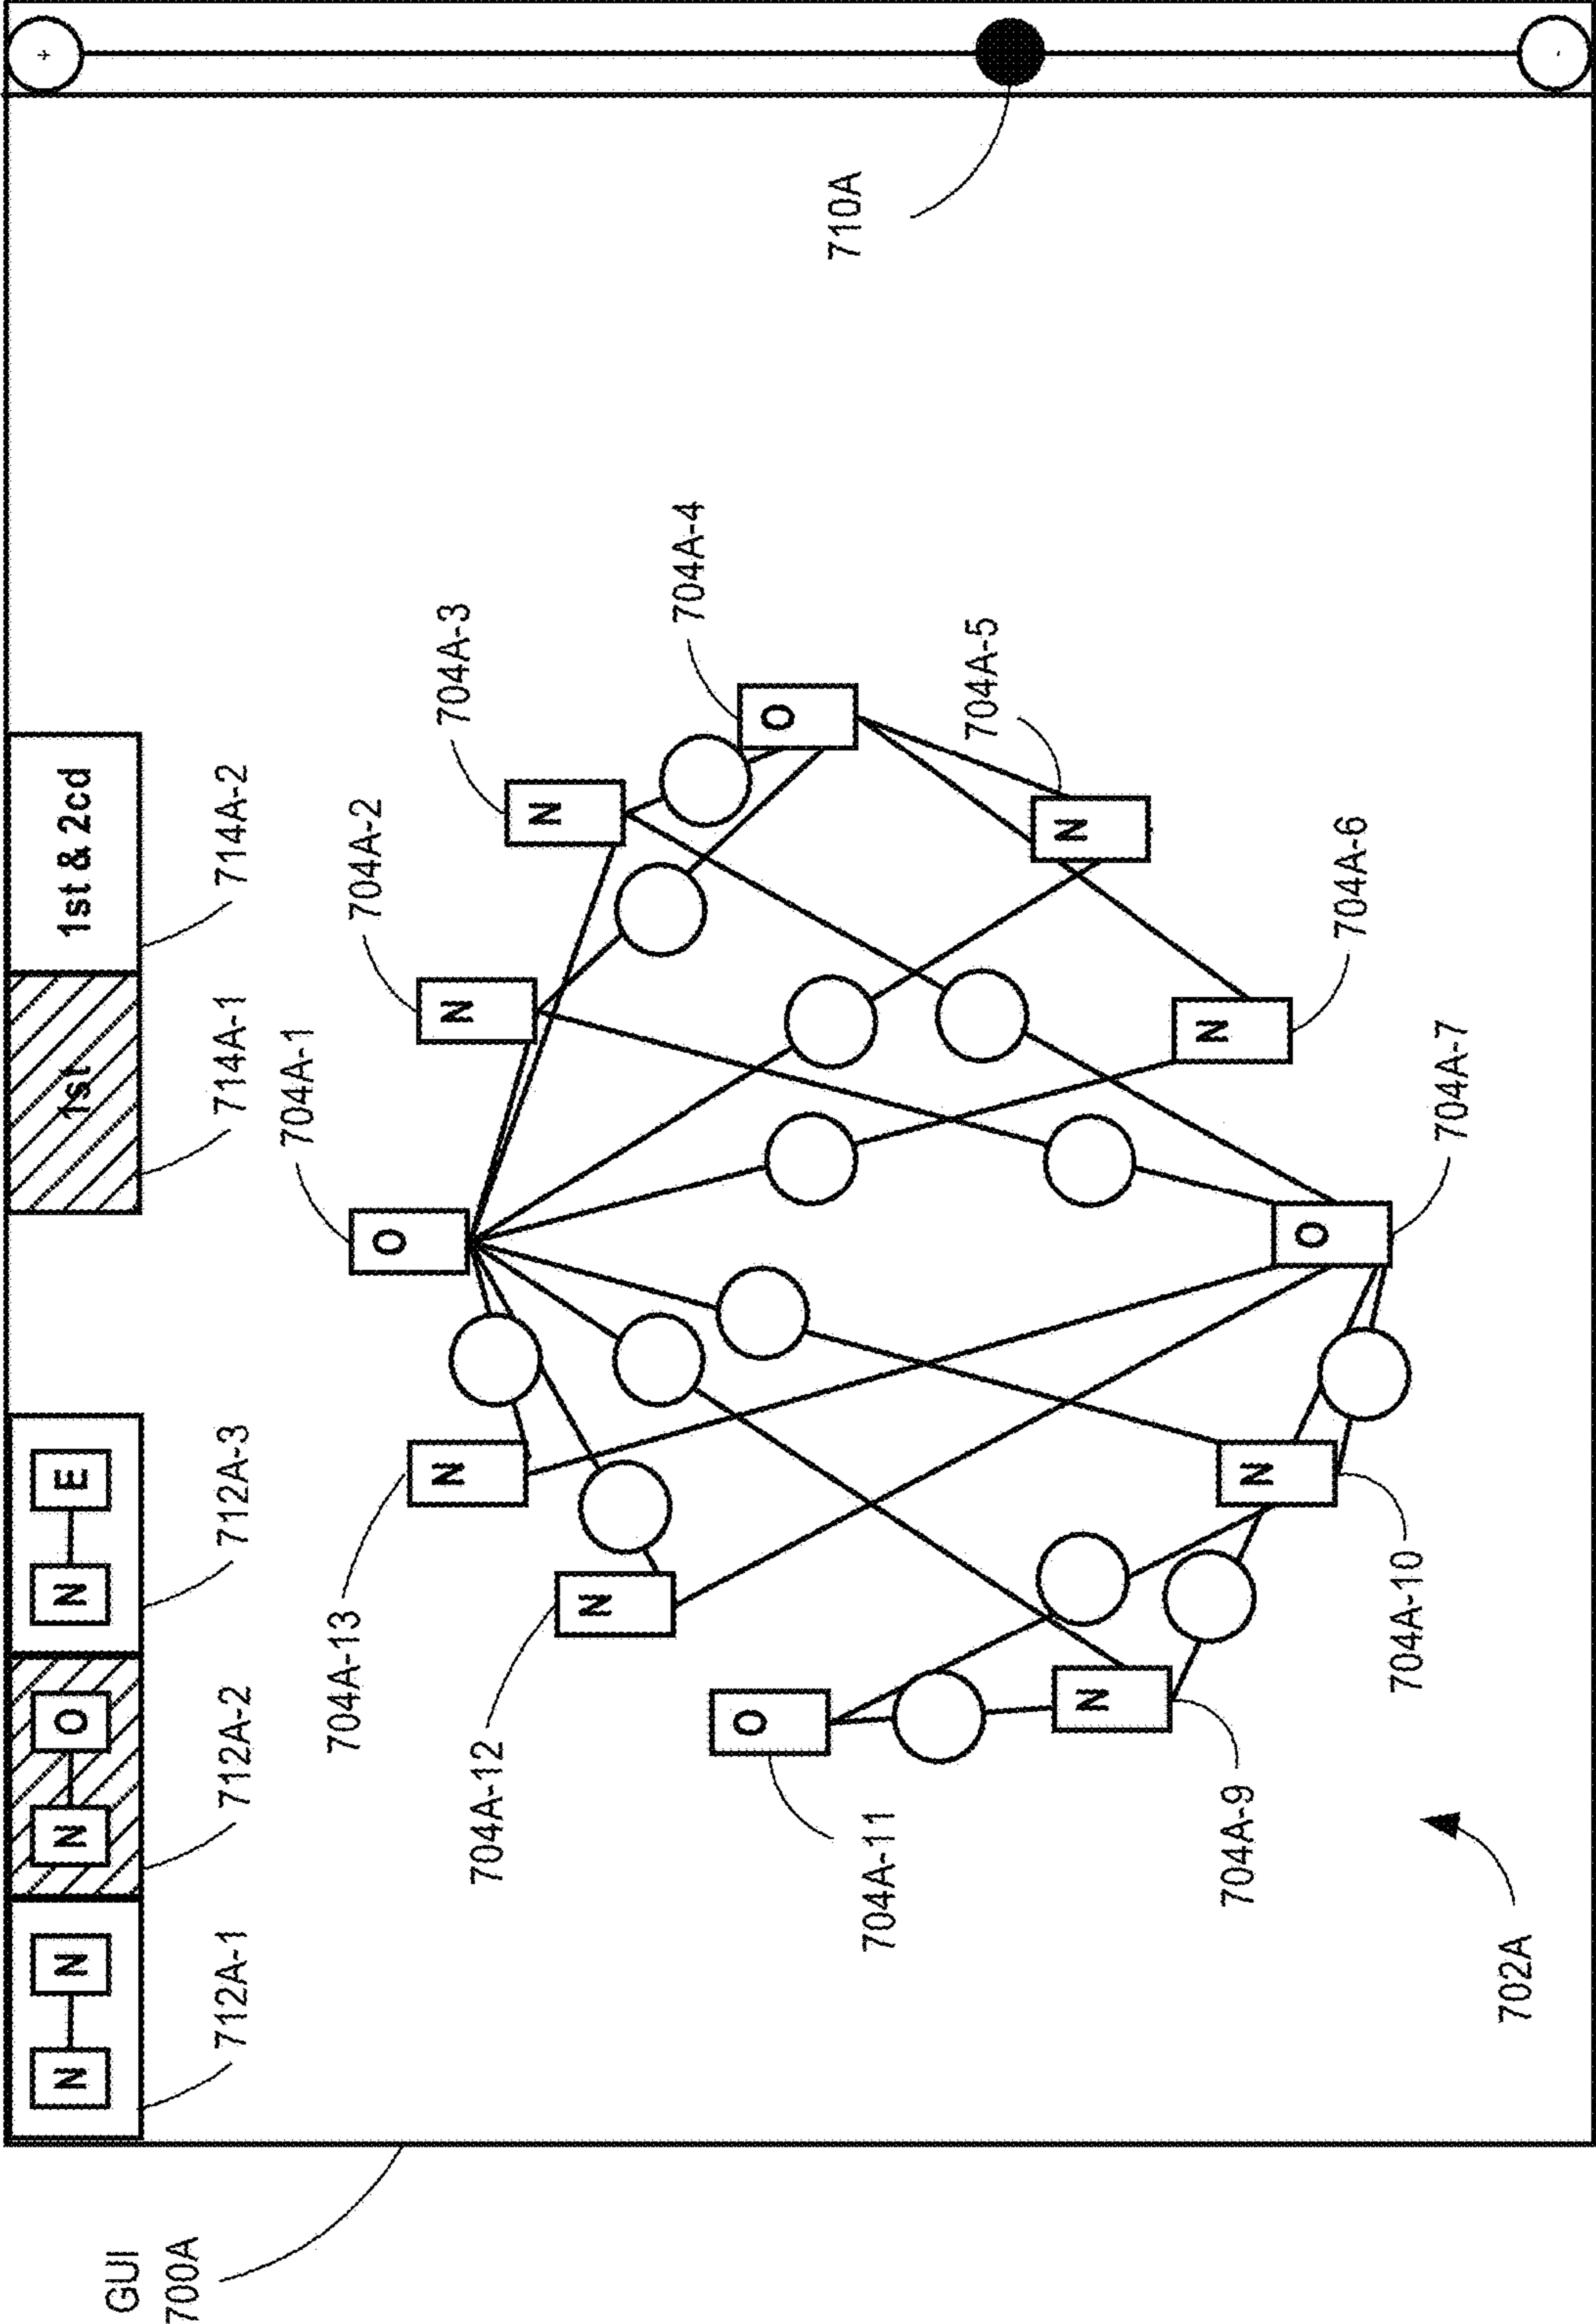 GUI
700A
N N
N O
N E
1st
1st & 2cd
712A-1
712A-2
712A-3
714A-1
714A-2
+
-
710A
704A-1
O
704A-2
N
704A-3
N
704A-4
O
704A-5
N
704A-6
N
704A-7
O
704A-9
N
704A-10
N
704A-11
O
704A-12
N
704A-13
N
702A